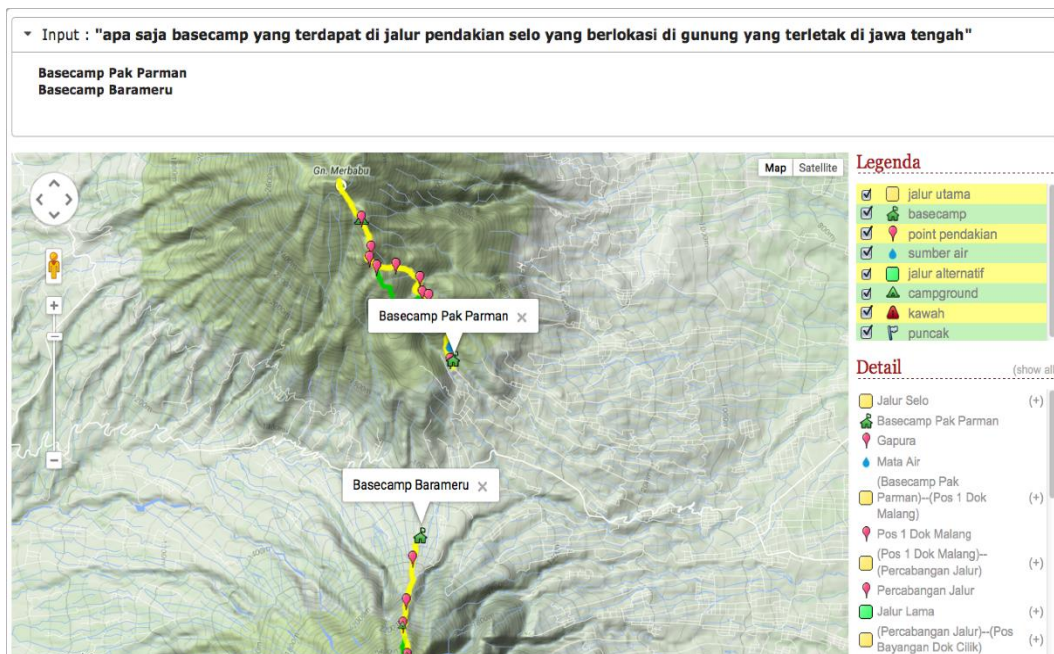 Input : "apa saja basecamp yang terdapat di jalur pendakian selo yang berlokasi di gunung yang terletak di jawa tengah"
Basecamp Pak Parman
Basecamp Barameru
Gn. Merbabu
Map Satellite
Basecamp Pak Parman
Basecamp Barameru
Legenda
jalur utama
basecamp
point pendakian
sumber air
jalur alternatif
campground
kawah
puncak
Detail (show all
Jalur Selo (+)
Basecamp Pak Parman
Gapura
Mata Air
(Basecamp Pak
Parman)--(Pos 1 Dok (+)
Malang)
Pos 1 Dok Malang
(Pos 1 Dok Malang)--
(Percabangan Jalur) (+)
Percabangan Jalur
Jalur Lama (+)
(Percabangan Jalur)--(Pos
Bayangan Dok Cilik) (+)